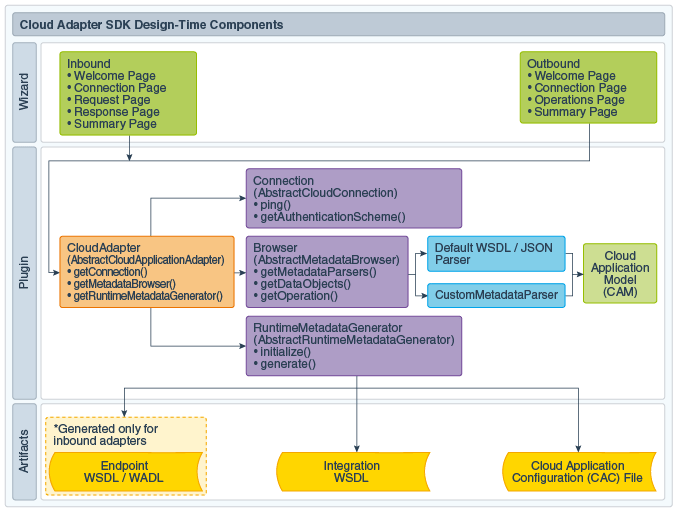 Cloud Adapter SDK Design-Time Components
Wizard
Inbound
• Welcome Page
• Connection Page
• Request Page
• Response Page
• Summary Page
Outbound
• Welcome Page
• Connection Page
• Operations Page
• Summary Page
Plugin
Connection
(AbstractCloudConnection)
• ping()
• getAuthenticationScheme()
CloudAdapter
(AbstractCloudApplicationAdapter)
• getConnection()
• getMetadataBrowser()
• getRuntimeMetadataGenerator()
Browser
(AbstractMetadataBrowser)
• getMetadataParsers()
• getDataObjects()
• getOperation()
Default WSDL / JSON
Parser
CustomMetadataParser
Cloud
Application
Model
(CAM)
RuntimeMetadataGenerator
(AbstractRuntimeMetadataGenerator)
• initialize()
• generate()
Artifacts
*Generated only for
inbound adapters
Endpoint
WSDL / WADL
Integration
WSDL
Cloud Application
Configuration (CAC) File